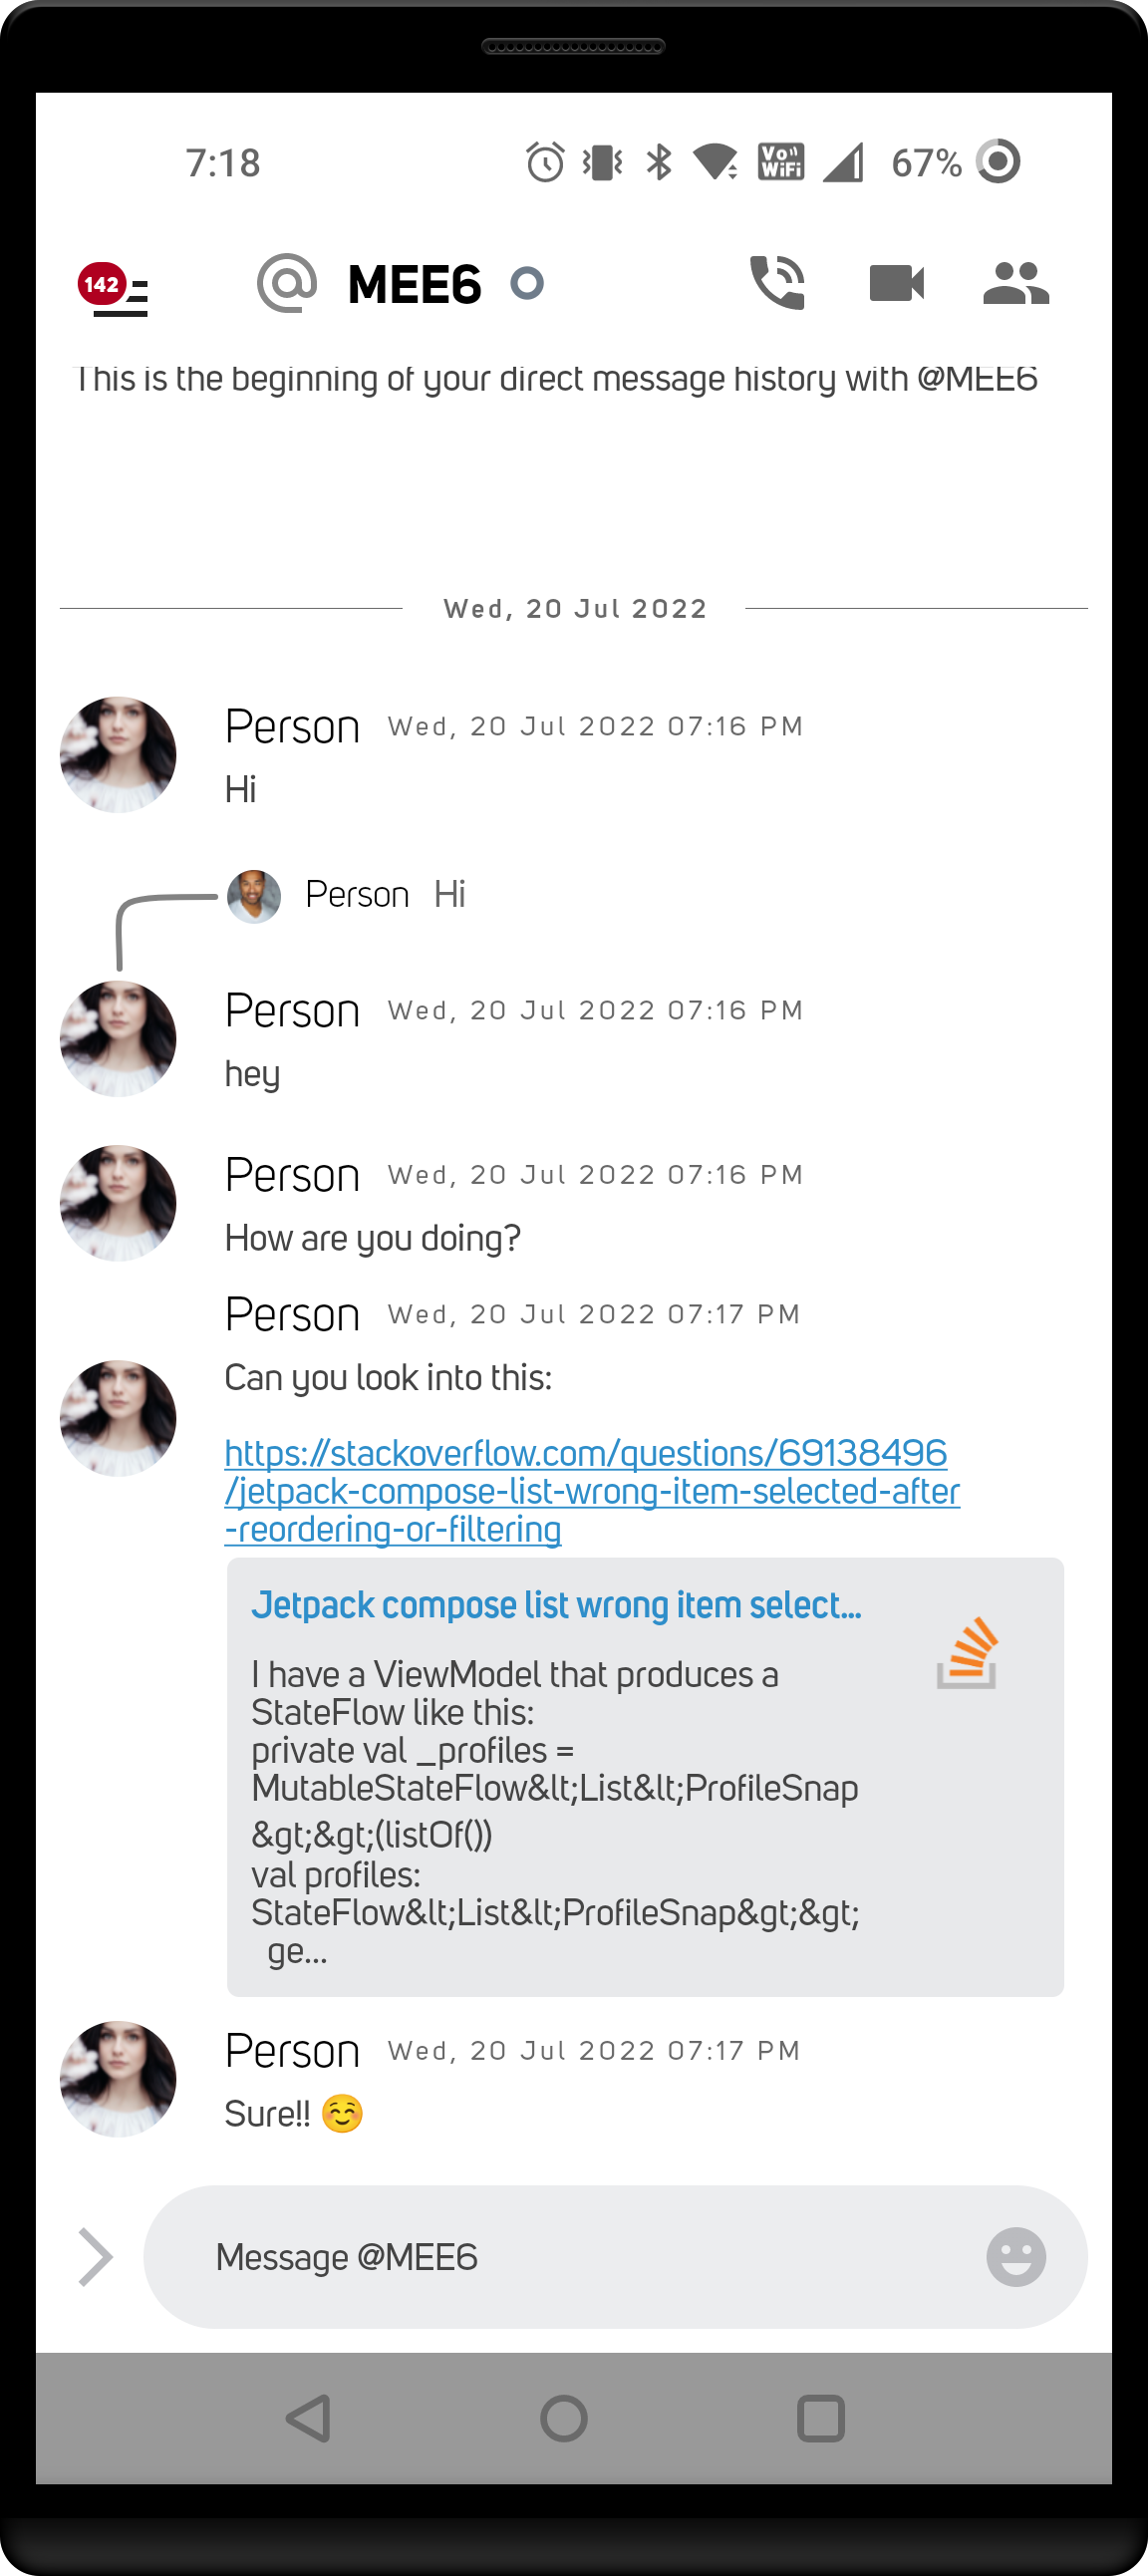 7:18
Vo
WiFi
67%
142
MEE6
This is the beginning of your direct message history with @MEE6
Wed, 20 Jul 2022
Person Wed, 20 Jul 2022 07:16 PM
Hi
Person Hi
Person Wed, 20 Jul 2022 07:16 PM
hey
Person Wed, 20 Jul 2022 07:16 PM
How are you doing?
Person Wed, 20 Jul 2022 07:17 PM
Can you look into this:
https://stackoverflow.com/questions/69138496
/jetpack-compose-list-wrong-item-selected-after
-reordering-or-filtering
Jetpack compose list wrong item select...
I have a ViewModel that produces a
StateFlow like this:
private val _profiles =
MutableStateFlow&lt;List&lt;ProfileSnap
&gt;&gt;(listOf())
val profiles:
StateFlow&lt;List&lt;ProfileSnap&gt;&gt;
ge...
Person Wed, 20 Jul 2022 07:17 PM
Sure!! ☺️
Message @MEE6